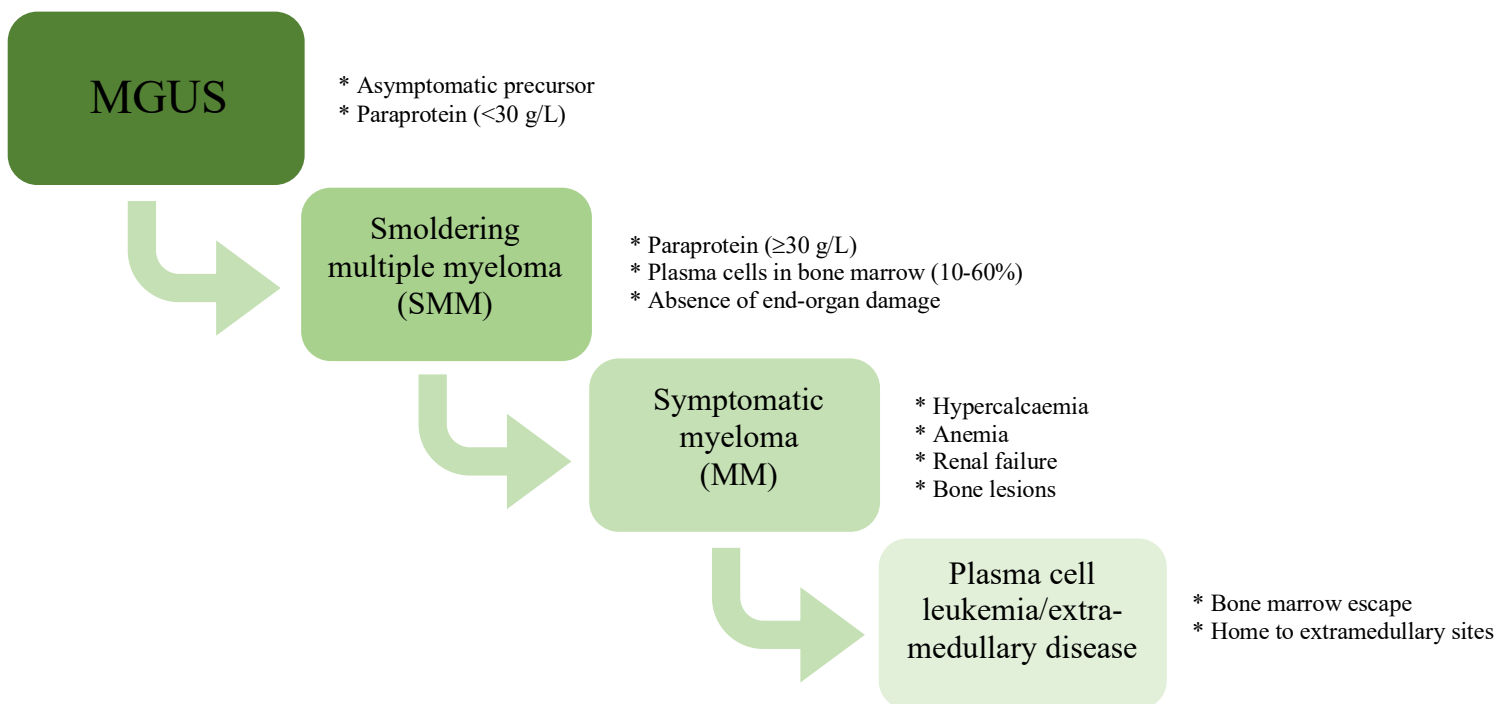 MGUS
* Asymptomatic precursor
* Paraprotein (<30 g/L)
Smoldering
multiple myeloma
(SMM)
* Paraprotein (≥30 g/L)
* Plasma cells in bone marrow (10-60%)
* Absence of end-organ damage
Symptomatic
myeloma
(MM)
* Hypercalcaemia
* Anemia
* Renal failure
* Bone lesions
Plasma cell
leukemia/extra-
medullary disease
* Bone marrow escape
* Home to extramedullary sites